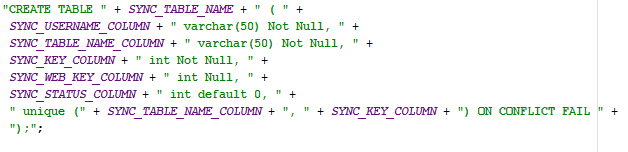 "CREATE TABLE " + SYNC_TABLE_NAME + " ( " +
SYNC_USERNAME_COLUMN + " varchar(50) Not Null, " +
SYNC_TABLE_NAME_COLUMN + " varchar(50) Not Null, " +
SYNC_KEY_COLUMN + " int Not Null, " +
SYNC_WEB_KEY_COLUMN + " int Null, " +
SYNC_STATUS_COLUMN + " int default 0, " +
" unique (" + SYNC_TABLE_NAME_COLUMN + ", " + SYNC_KEY_COLUMN + ") ON CONFLICT FAIL " +
");";